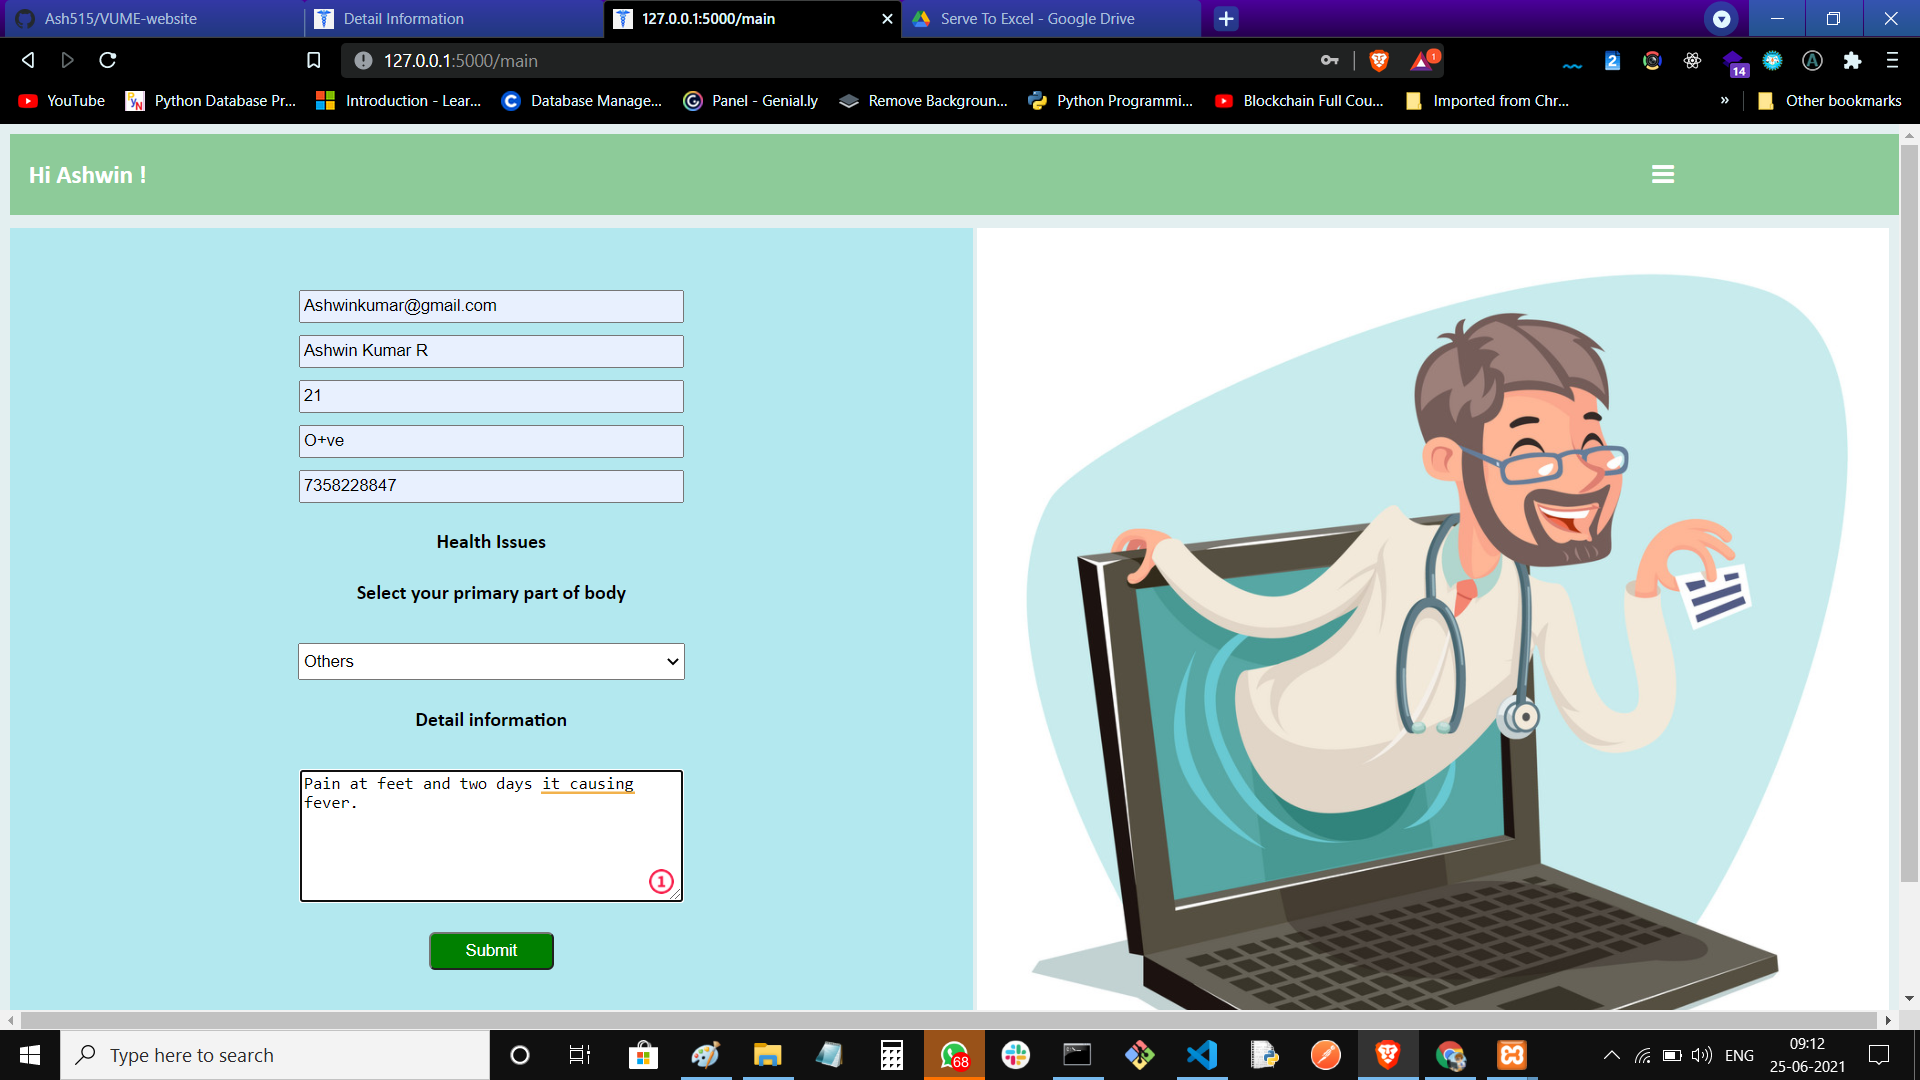 Ash515/VUME-website
Detail Information
127.0.0.1:5000/main
Serve To Excel - Google Drive
127.0.0.1:5000/main
1
2
14
YouTube
Python Database Pr...
Introduction - Lear...
Database Manage...
Panel - Genial.ly
Remove Backgroun...
Python Programmi...
Blockchain Full Cou...
Imported from Chr...
»
Other bookmarks
Hi Ashwin !
Ashwinkumar@gmail.com
Ashwin Kumar R
21
O+ve
7358228847
Health Issues
Select your primary part of body
Others
Detail information
Pain at feet and two days it causing
fever.
1
Submit
Type here to search
68
ENG
09:12
25-06-2021